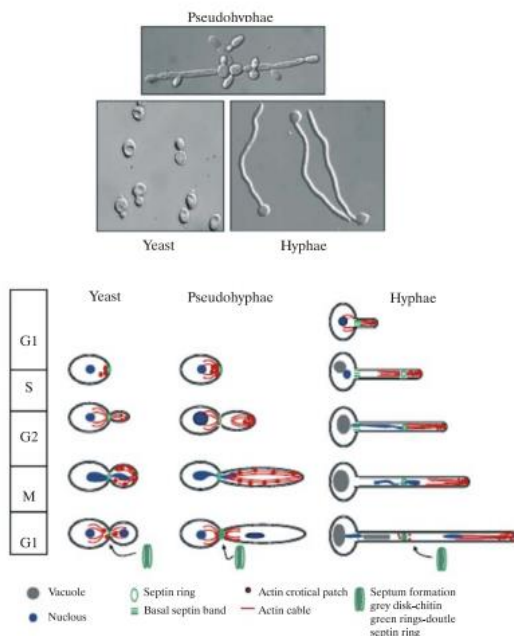 Pseudohyphae
Yeast
Hyphae
Yeast
Pseudohyphae
Hyphae
G1
S
G2
M
G1
Vacuole
Nuclous
Septin ring
Basal septin band
Actin crotical patch
Actin cable
Septum formation
grey disk-chitin
green rings-doutle
septin ring